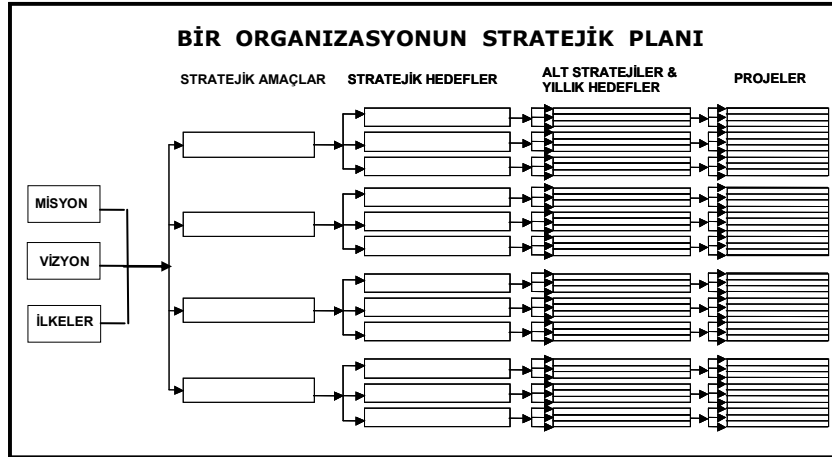 BİR ORGANIZASYONUN STRATEJİK PLANI
STRATEJİK AMAÇLAR
STRATEJİK HEDEFLER
ALT STRATEJİLER &
YILLIK HEDEFLER
PROJELER
MİSYON
VİZYON
İLKELER